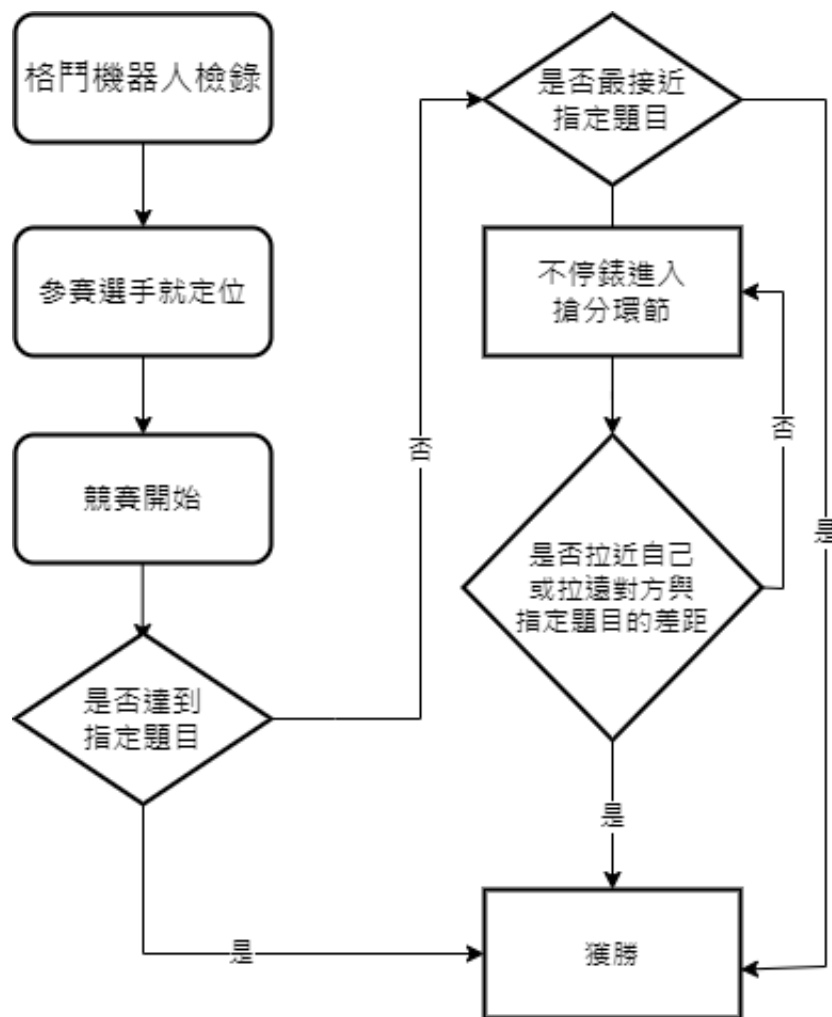 格鬥機器人檢錄
參賽選手就定位
競賽開始
是否達到
指定題目
是
否
是否最接近
指定題目
不停錶進入
搶分環節
否
是
是否拉近自己
或拉遠對方與
指定題目的差距
是
獲勝